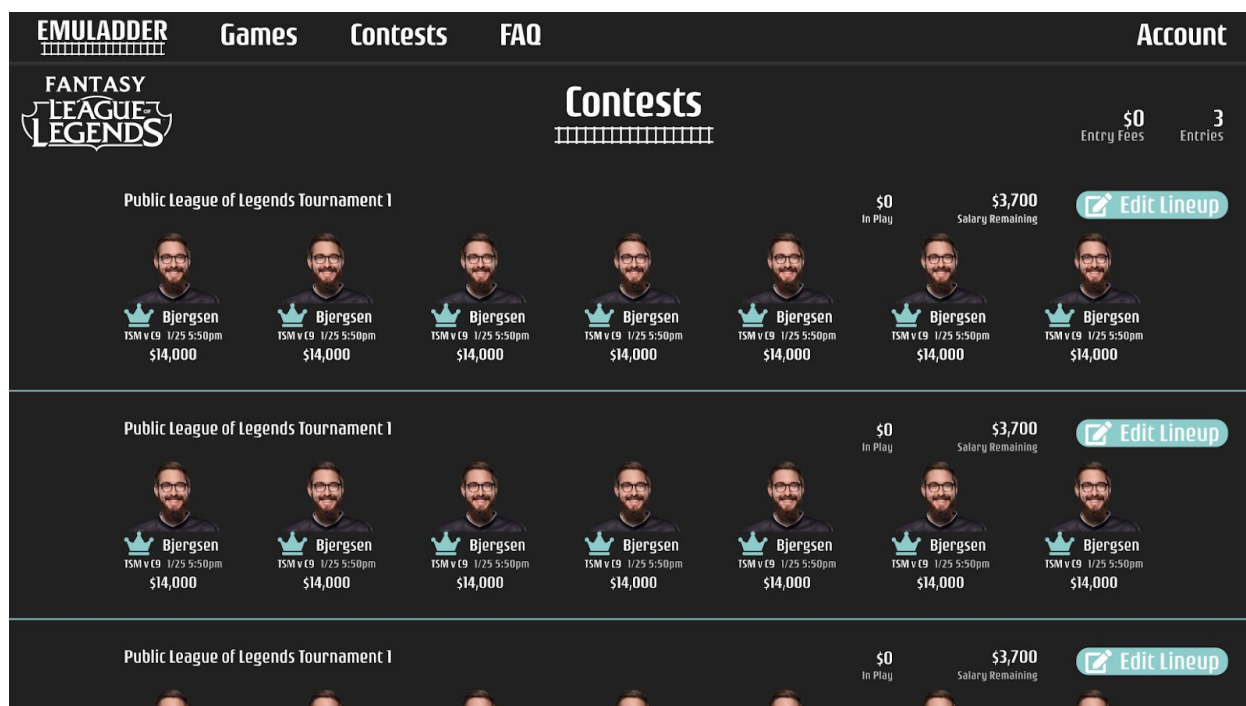 EMULADDER Games Contests FAQ Account
FANTASY
LEAGUE OF
LEGENDS
Contests
$0 3
Entry Fees Entries
Public League of Legends Tournament 1 $0 $3,700 Edit Lineup
In Play Salary Remaining
Bjergsen Bjergsen Bjergsen Bjergsen Bjergsen Bjergsen Bjergsen
TSM v C9 1/25 5:50pm TSM v C9 1/25 5:50pm TSM v C9 1/25 5:50pm TSM v C9 1/25 5:50pm TSM v C9 1/25 5:50pm TSM v C9 1/25 5:50pm TSM v C9 1/25 5:50pm
$14,000 $14,000 $14,000 $14,000 $14,000 $14,000 $14,000
Public League of Legends Tournament 1 $0 $3,700 Edit Lineup
In Play Salary Remaining
Bjergsen Bjergsen Bjergsen Bjergsen Bjergsen Bjergsen Bjergsen
TSM v C9 1/25 5:50pm TSM v C9 1/25 5:50pm TSM v C9 1/25 5:50pm TSM v C9 1/25 5:50pm TSM v C9 1/25 5:50pm TSM v C9 1/25 5:50pm TSM v C9 1/25 5:50pm
$14,000 $14,000 $14,000 $14,000 $14,000 $14,000 $14,000
Public League of Legends Tournament 1 $0 $3,700 Edit Lineup
In Play Salary Remaining